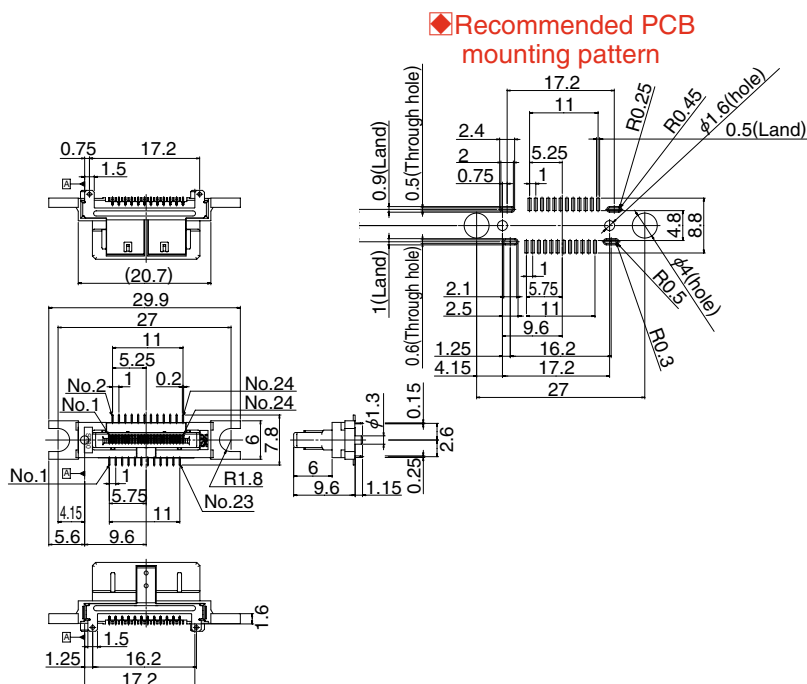 Recommended PCB
mounting pattern
17.2
11
2.4
2
5.25
0.75
1
0.9(Land)
0.5(Through hole)
R0.25
R0.45
φ1.6(hole)
0.5(Land)
4.8
8.8
φ4(hole)
R0.5
R0.3
1(Land)
0.6(Through hole)
1
2.1
5.75
2.5
11
9.6
1.25
16.2
4.15
17.2
27
0.75
17.2
1.5
A
(20.7)
29.9
27
11
5.25
No.2
1
0.2
No.24
No.1
No.24
6
7.8
No.1
A
1
R1.8
5.75
No.23
4.15
11
5.6
9.6
φ1.3
0.15
2.6
0.25
6
9.6
1.15
A
1.5
1.6
1.25
16.2
17.2